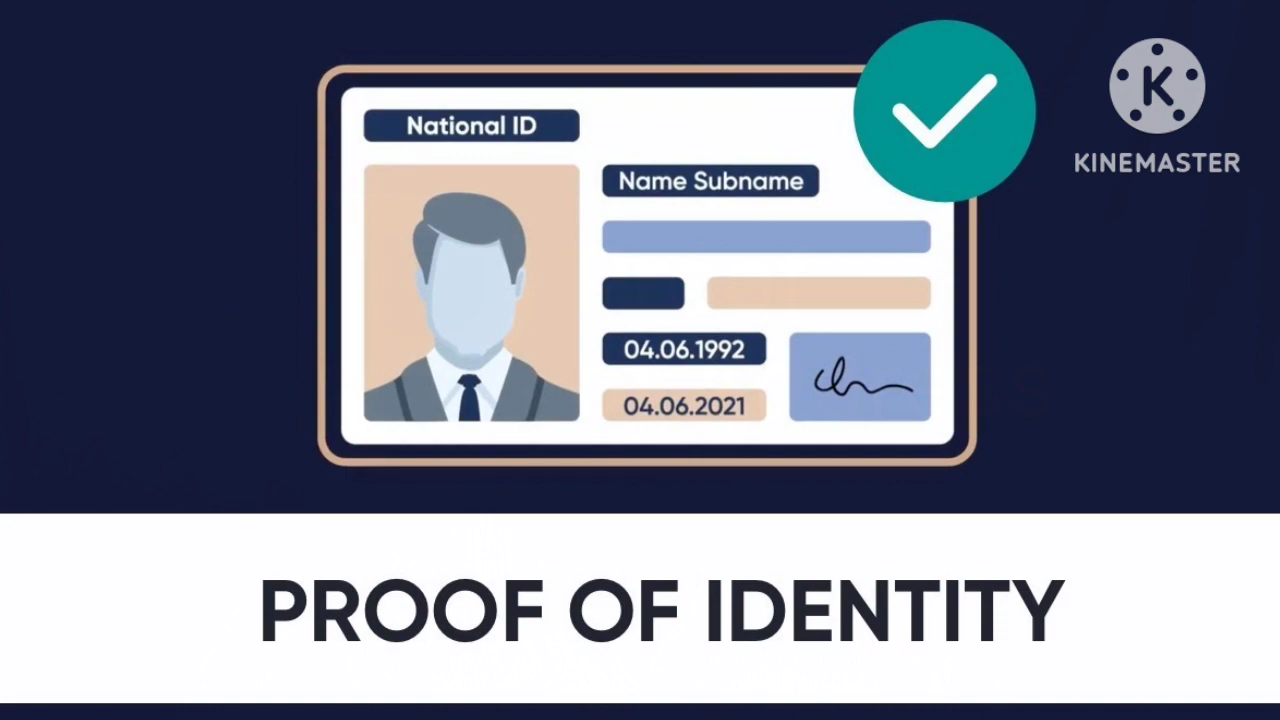 National ID
Name Subname
04.06.1992
04.06.2021
K
KINEMASTER
PROOF OF IDENTITY